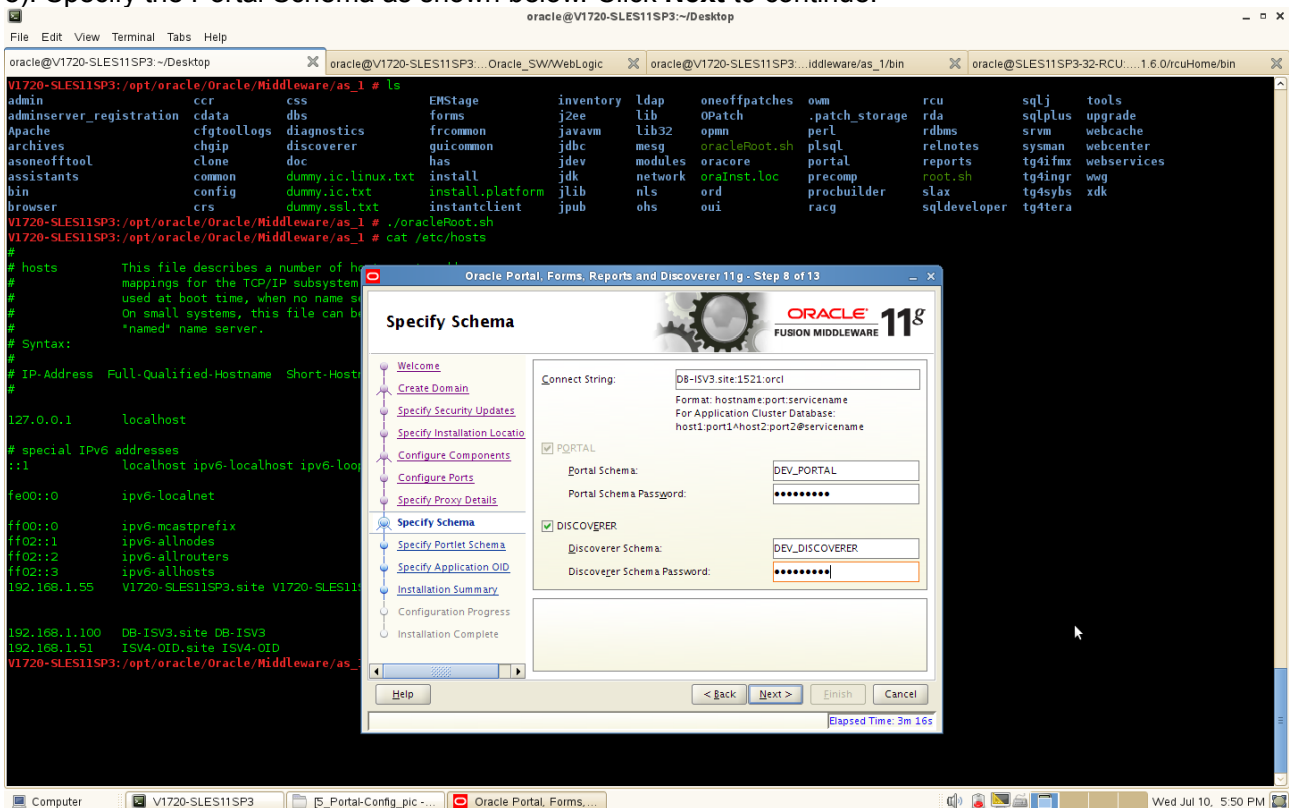 oracle@V1720-SLES11SP3:~/Desktop
File Edit View Terminal Tabs Help
oracle@V1720-SLES11SP3:~/Desktop oracle@V1720-SLES11SP3:...Oracle_SW/WebLogic oracle@V1720-SLES11SP3:...iddleware/as_1/bin oracle@SLES11SP3-32-RCU:....1.6.0/rcuHome/bin
V1720-SLES11SP3:/opt/oracle/Oracle/Middleware/as_1 # ls
admin ccr css EMStage inventory ldap oneoffpatches owm rcu sqlj tools
adminserver_registration cdata dbs forms j2ee lib OPatch .patch_storage rda sqlplus upgrade
Apache cfgtoollogs diagnostics frcommon javavm lib32 opmn perl rdbms srvm webcache
archives chgip discoverer guicommon jdbc mesg oracleRoot.sh plsql relnotes sysman webcenter
asoneofftool clone doc has jdev modules oracore portal reports tg4ifmx webservices
assistants common dummy.ic.linux.txt install jdk network oraInst.loc precomp root.sh tg4ingr wwg
bin config dummy.ic.txt install.platform jlib nls ord procbuilder slax tg4sybs xdk
browser crs dummy.ssl.txt instantclient jpub ohs oui racg sqldeveloper tg4tera
V1720-SLES11SP3:/opt/oracle/Oracle/Middleware/as_1 # ./oracleRoot.sh
V1720-SLES11SP3:/opt/oracle/Oracle/Middleware/as_1 # cat /etc/hosts
#
# hosts This file describes a number of
# mappings for the TCP/IP subsystem
# used at boot time, when no name
# On small systems, this file can be
# "named" name server.
# Syntax:
#
# IP-Address Full-Qualified-Hostname Short-Host
#
127.0.0.1 localhost
# special IPv6 addresses
::1 localhost ipv6-localhost ipv6-loop
fe00::0 ipv6-localnet
ff00::0 ipv6-mcastprefix
ff02::1 ipv6-allnodes
ff02::2 ipv6-allrouters
ff02::3 ipv6-allhosts
192.168.1.55 V1720-SLES11SP3.site V1720-SLES11
192.168.1.100 DB-ISV3.site DB-ISV3
192.168.1.51 ISV4-OID.site ISV4-OID
V1720-SLES11SP3:/opt/oracle/Oracle/Middleware/as_
Oracle Portal, Forms, Reports and Discoverer 11g - Step 8 of 13
Specify Schema
ORACLE
FUSION MIDDLEWARE 11g
Welcome
Create Domain
Specify Security Updates
Specify Installation Locatio
Configure Components
Configure Ports
Specify Proxy Details
Specify Schema
Specify Portlet Schema
Specify Application OID
Installation Summary
Configuration Progress
Installation Complete
Connect String: DB-ISV3.site:1521:orcl
Format: hostname:port:servicename
For Application Cluster Database:
host1:port1^host2:port2@servicename
PORTAL
Portal Schema: DEV_PORTAL
Portal Schema Password: •••••••••
DISCOVERER
Discoverer Schema: DEV_DISCOVERER
Discoverer Schema Password: •••••••••
Help < Back Next > Finish Cancel
Elapsed Time: 3m 16s
Computer V1720-SLES11SP3 [5_Portal-Config_pic -... Oracle Portal, Forms,... Wed Jul 10, 5:50 PM